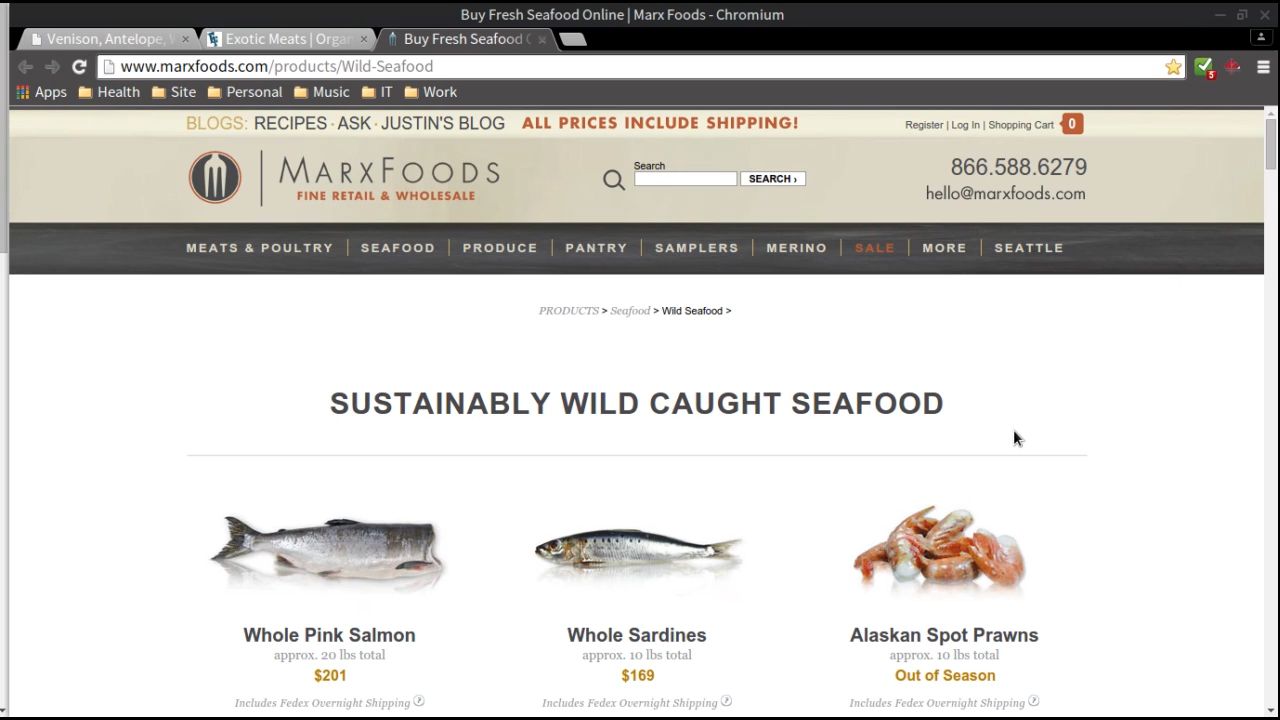 Buy Fresh Seafood Online | Marx Foods - Chromium
Venison, Antelope,
Exotic Meats | Orga
Buy Fresh Seafood
www.marxfoods.com/products/Wild-Seafood
5
Apps Health Site Personal Music IT Work
BLOGS: RECIPES · ASK · JUSTIN'S BLOG ALL PRICES INCLUDE SHIPPING! Register | Log In | Shopping Cart 0
MARXFOODS
FINE RETAIL & WHOLESALE
Search
SEARCH ›
866.588.6279
hello@marxfoods.com
MEATS & POULTRY | SEAFOOD | PRODUCE | PANTRY | SAMPLERS | MERINO | SALE | MORE | SEATTLE
PRODUCTS > Seafood > Wild Seafood >
SUSTAINABLY WILD CAUGHT SEAFOOD
Whole Pink Salmon
approx. 20 lbs total
$201
Includes Fedex Overnight Shipping ?
Whole Sardines
approx. 10 lbs total
$169
Includes Fedex Overnight Shipping ?
Alaskan Spot Prawns
approx. 10 lbs total
Out of Season
Includes Fedex Overnight Shipping ?